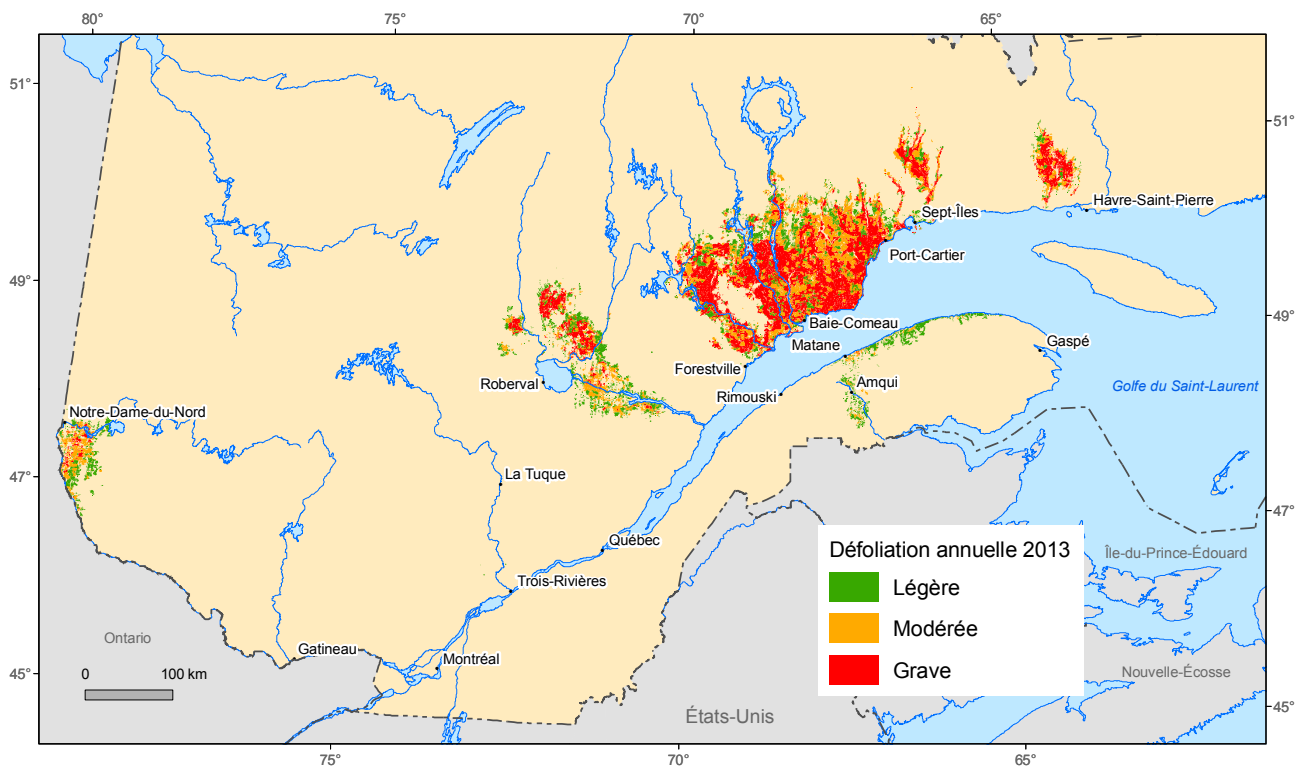 80°
75°
70°
65°
51°
51°
Sept-Îles
Havre-Saint-Pierre
Port-Cartier
49°
49°
Baie-Comeau
Matane
Gaspé
Forestville
Roberval
Amqui
Golfe du Saint-Laurent
Rimouski
Notre-Dame-du-Nord
47°
La Tuque
47°
Québec
Défoliation annuelle 2013
Île-du-Prince-Édouard
Trois-Rivières
Légère
Modérée
Ontario
Gatineau
Montréal
Grave
Nouvelle-Écosse
45°
0 100 km
45°
États-Unis
75°
70°
65°